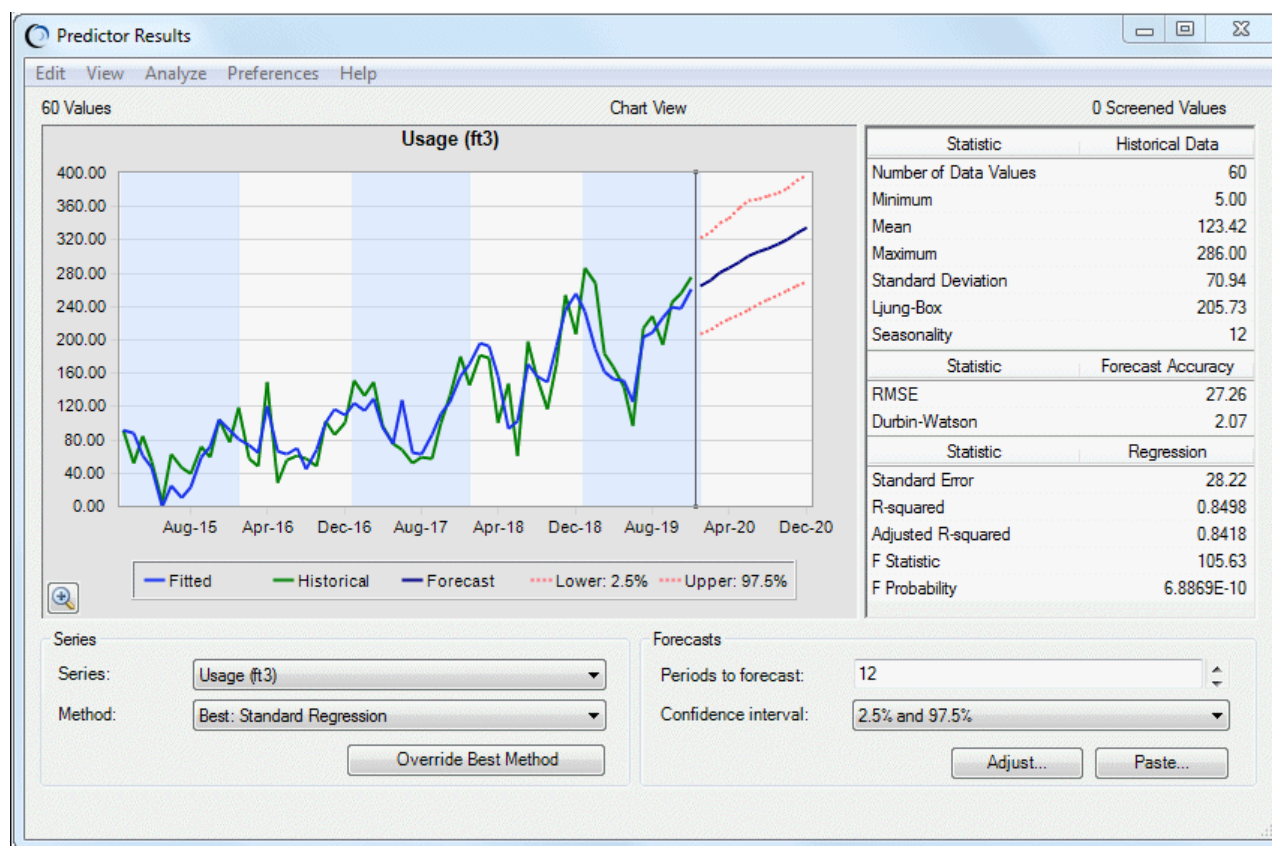 Predictor Results
Edit View Analyze Preferences Help
60 Values Chart View 0 Screened Values
Usage (ft3)
400.00
360.00
320.00
280.00
240.00
200.00
160.00
120.00
80.00
40.00
0.00
Aug-15 Apr-16 Dec-16 Aug-17 Apr-18 Dec-18 Aug-19 Apr-20 Dec-20
Fitted Historical Forecast Lower: 2.5% Upper: 97.5%
Statistic Historical Data
Number of Data Values 60
Minimum 5.00
Mean 123.42
Maximum 286.00
Standard Deviation 70.94
Ljung-Box 205.73
Seasonality 12
Statistic Forecast Accuracy
RMSE 27.26
Durbin-Watson 2.07
Statistic Regression
Standard Error 28.22
R-squared 0.8498
Adjusted R-squared 0.8418
F Statistic 105.63
F Probability 6.8869E-10
Series
Series: Usage (ft3)
Method: Best: Standard Regression
Override Best Method
Forecasts
Periods to forecast: 12
Confidence interval: 2.5% and 97.5%
Adjust... Paste...